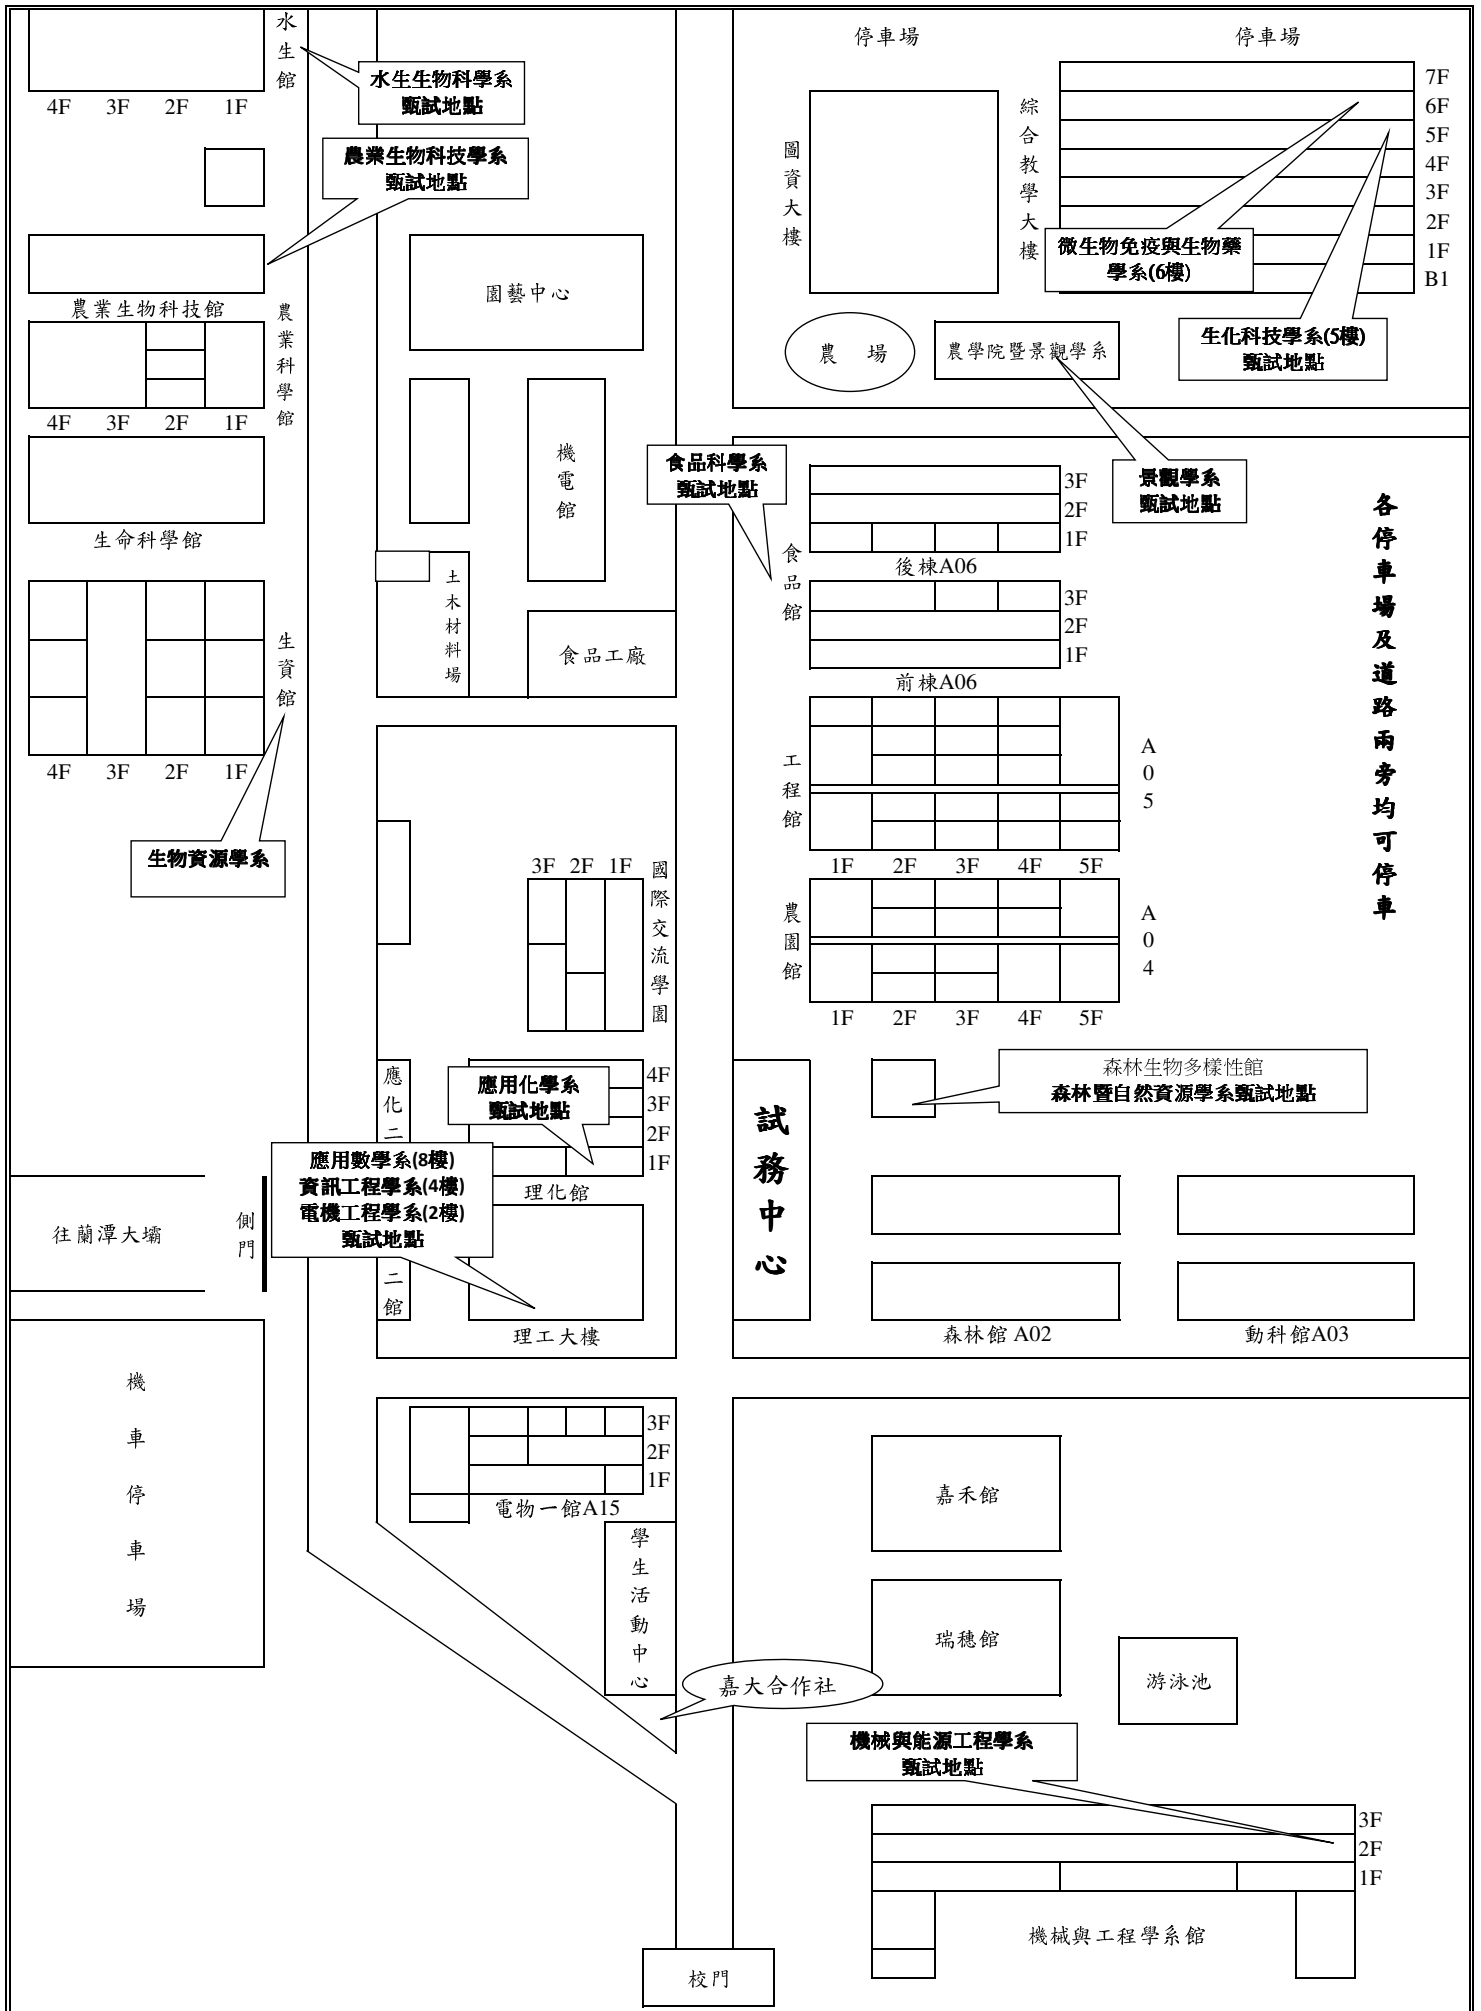 水生館
4F 3F 2F 1F
水生生物科學系
甄試地點
農業生物科技學系
甄試地點
農業生物科技館
農業科學館
4F 3F 2F 1F
生命科學館
生資館
4F 3F 2F 1F
生物資源學系
往蘭潭大壩
側門
機車停車場
園藝中心
機電館
土木材料場
食品工廠
3F 2F 1F
國際交流學園
應化二
應用化學系
甄試地點
4F
3F
2F
1F
理化館
應用數學系(8樓)
資訊工程學系(4樓)
電機工程學系(2樓)
甄試地點
二館
理工大樓
3F
2F
1F
電物一館A15
學生活動中心
嘉大合作社
校門
停車場
停車場
圖資大樓
綜合教學大樓
7F
6F
5F
4F
3F
2F
1F
B1
微生物免疫與生物藥
學系(6樓)
生化科技學系(5樓)
甄試地點
農 場
農學院暨景觀學系
景觀學系
甄試地點
食品科學系
甄試地點
食品館
3F
2F
1F
後棟A06
3F
2F
1F
前棟A06
工程館
A05
1F 2F 3F 4F 5F
農園館
A04
1F 2F 3F 4F 5F
各停車場及道路兩旁均可停車
試務中心
森林生物多樣性館
森林暨自然資源學系甄試地點
森林館 A02
動科館A03
嘉禾館
瑞穗館
游泳池
機械與能源工程學系
甄試地點
3F
2F
1F
機械與工程學系館